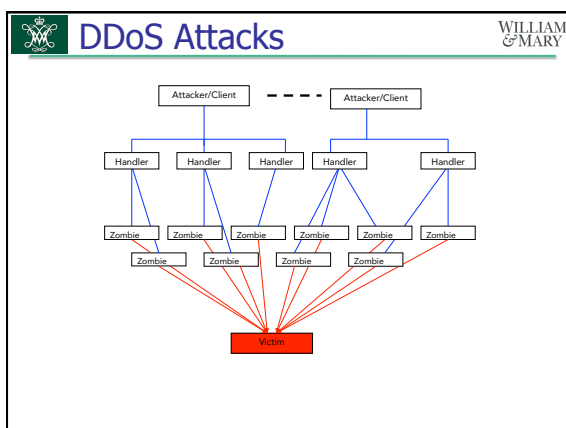 DDoS Attacks
WILLIAM
&MARY
Attacker/Client
Attacker/Client
Handler
Handler
Handler
Handler
Handler
Zombie
Zombie
Zombie
Zombie
Zombie
Zombie
Zombie
Zombie
Zombie
Zombie
Victim